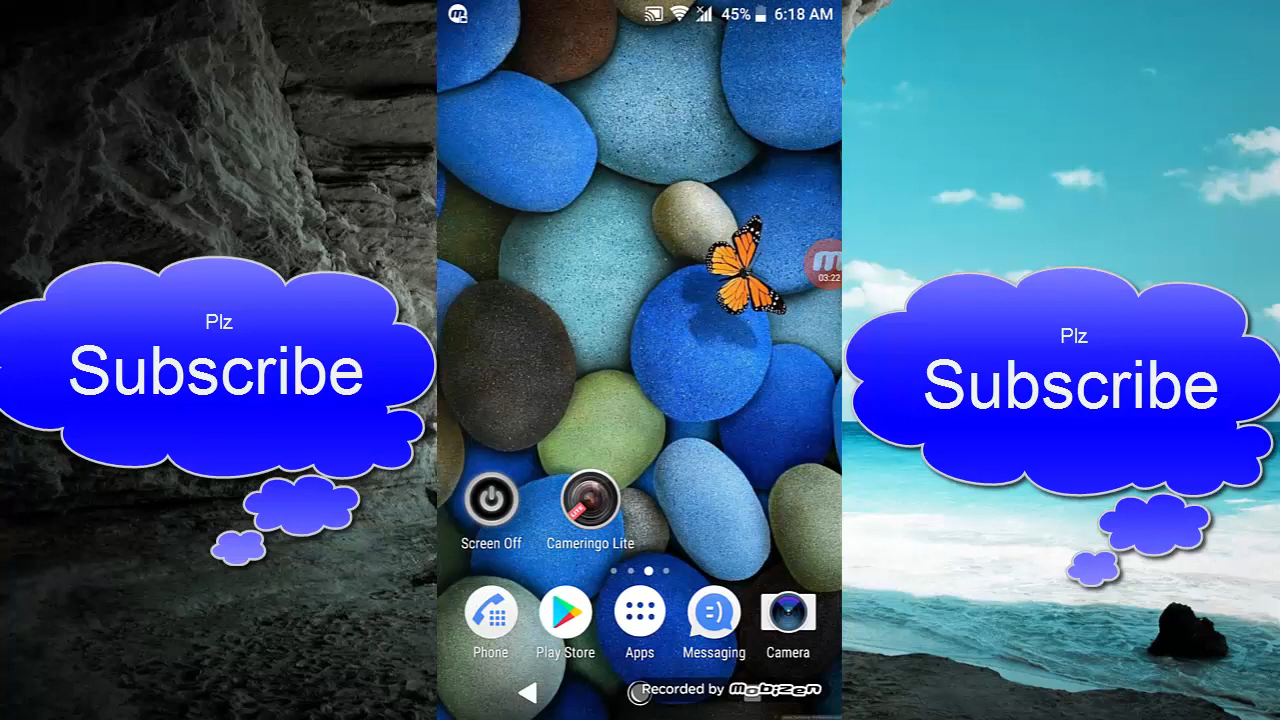 45% 6:18 AM
03:22
Plz
Subscribe
Plz
Subscribe
LITE
Screen Off Cameringo Lite
Phone Play Store Apps Messaging Camera
Recorded by mobizen